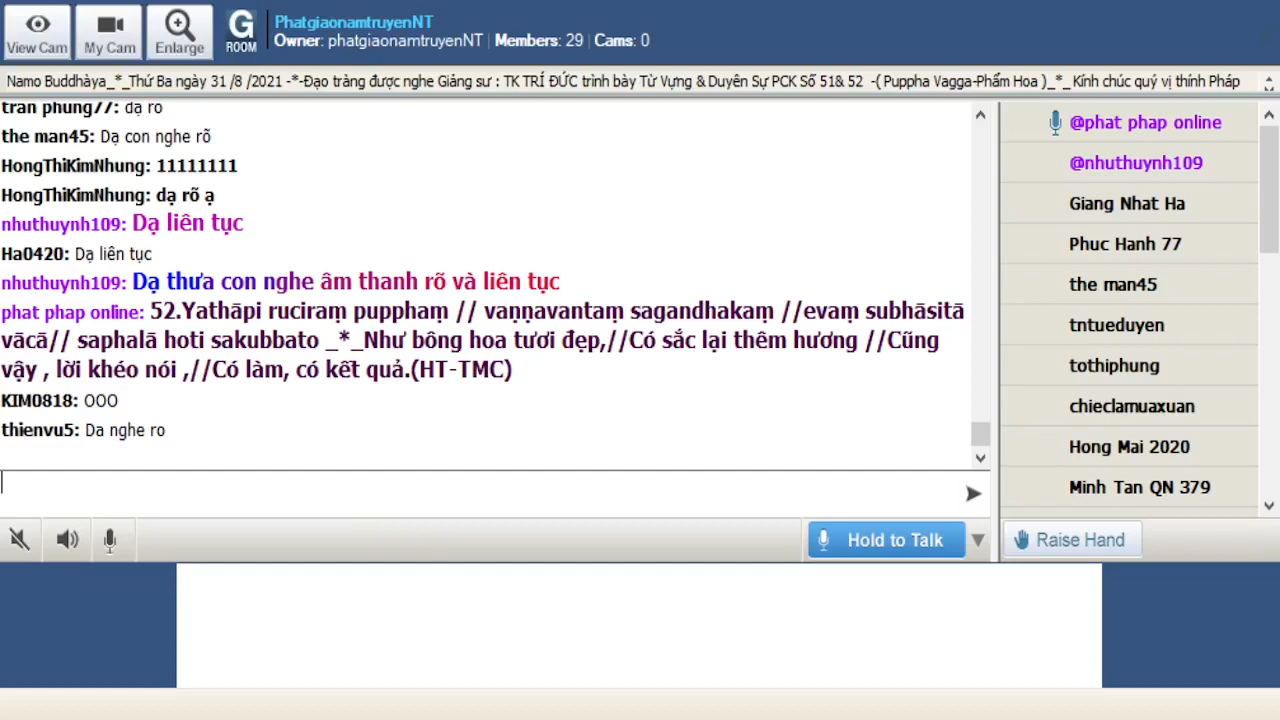 View Cam
My Cam
Enlarge
G
ROOM
PhatgiaonamtruyenNT
Owner: phatgiaonamtruyenNT | Members: 29 | Cams: 0
Namo Buddhàya_*_Thứ Ba ngày 31 /8 /2021 -*-Đạo tràng được nghe Giảng sư : TK TRÍ ĐỨC trình bày Từ Vựng & Duyên Sự PCK Số 51& 52 -( Puppha Vagga-Phẩm Hoa )_*_ Kính chúc quý vị thính Pháp
tran phung77: dạ ro
the man45: Dạ con nghe rõ
HongThiKimNhung: 11111111
HongThiKimNhung: dạ rõ ạ
nhuthuynh109: Dạ liên tục
Ha0420: Dạ liên tục
nhuthuynh109: Dạ thưa con nghe âm thanh rõ và liên tục
phat phap online: 52.Yathāpi ruciraṃ pupphaṃ // vaṇṇavantaṃ sagandhakaṃ //evaṃ subhāsitā
vācā// saphalā hoti sakubbato _*_Như bông hoa tươi đẹp,//Có sắc lại thêm hương //Cũng
vậy , lời khéo nói ,//Có làm, có kết quả.(HT-TMC)
KIM0818: OOO
thienvu5: Da nghe ro
@phat phap online
@nhuthuynh109
Giang Nhat Ha
Phuc Hanh 77
the man45
tntueduyen
tothiphung
chieclamuaxuan
Hong Mai 2020
Minh Tan QN 379
Hold to Talk
Raise Hand